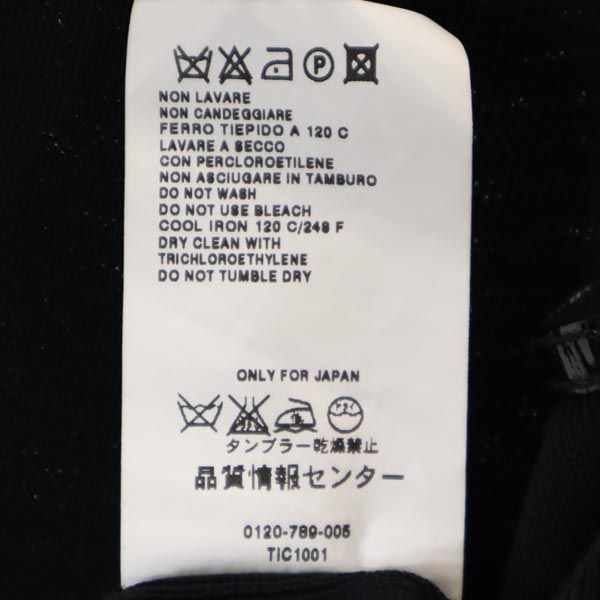 P
NON LAVARE
NON CANDEGGIARE
FERRO TIEPIDO A 120 C
LAVARE A SECCO
CON PERCLOROETILENE
NON ASCIUGARE IN TAMBURO
DO NOT WASH
DO NOT USE BLEACH
COOL IRON 120 C/248 F
DRY CLEAN WITH
TRICHLOROETHYLENE
DO NOT TUMBLE DRY
ONLY FOR JAPAN
タンブラー乾燥禁止
品質情報センター
0120-789-005
TIC1001